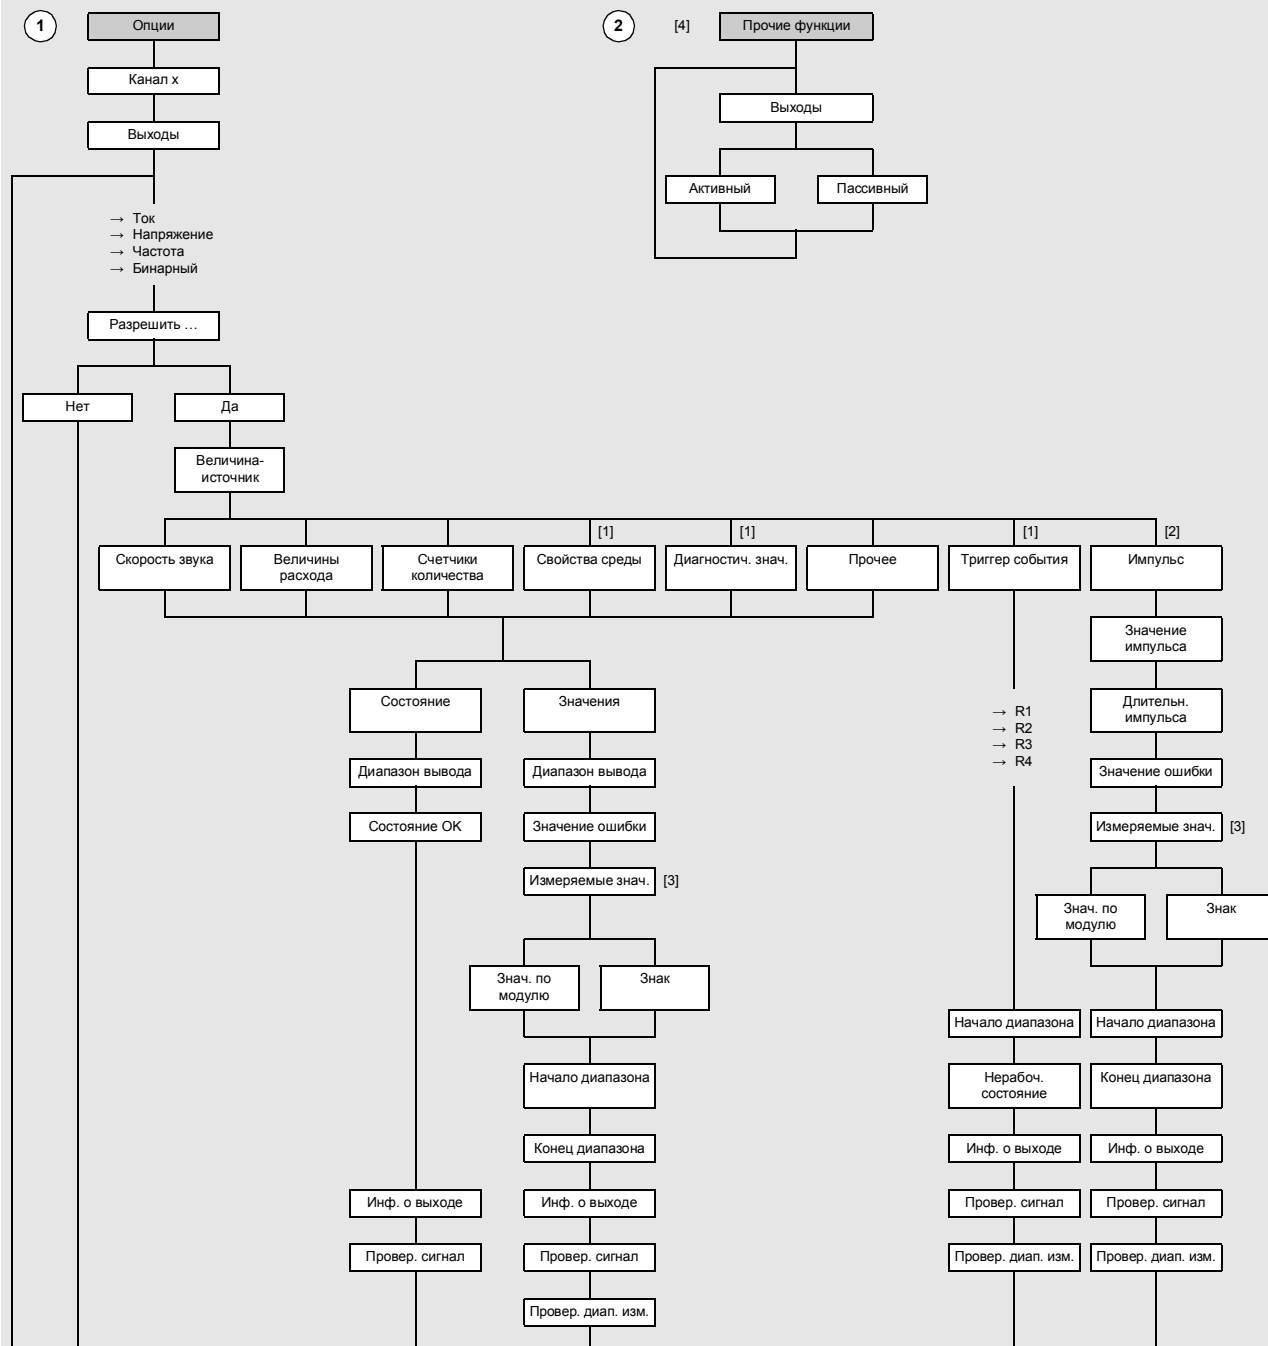 1
Опции
2
[4]
Прочие функции
Канал x
Выходы
Выходы
Активный
Пассивный
→ Ток
→ Напряжение
→ Частота
→ Бинарный
Разрешить ...
Нет
Да
Величина-
источник
[1]
[1]
[1]
[2]
Скорость звука
Величины
расхода
Счетчики
количества
Свойства среды
Диагностич. знач.
Прочее
Триггер события
Импульс
Значение
импульса
Состояние
Значения
Длительн.
импульса
→ R1
→ R2
→ R3
→ R4
Диапазон вывода
Диапазон вывода
Значение ошибки
Состояние OK
Значение ошибки
Измеряемые знач.
[3]
Измеряемые знач.
[3]
Знач. по
модулю
Знак
Знач. по
модулю
Знак
Начало диапазона
Начало диапазона
Начало диапазона
Нерабоч.
состояние
Конец диапазона
Конец диапазона
Инф. о выходе
Инф. о выходе
Инф. о выходе
Инф. о выходе
Провер. сигнал
Провер. сигнал
Провер. сигнал
Провер. сигнал
Провер. диап. изм.
Провер. диап. изм.
Провер. диап. изм.